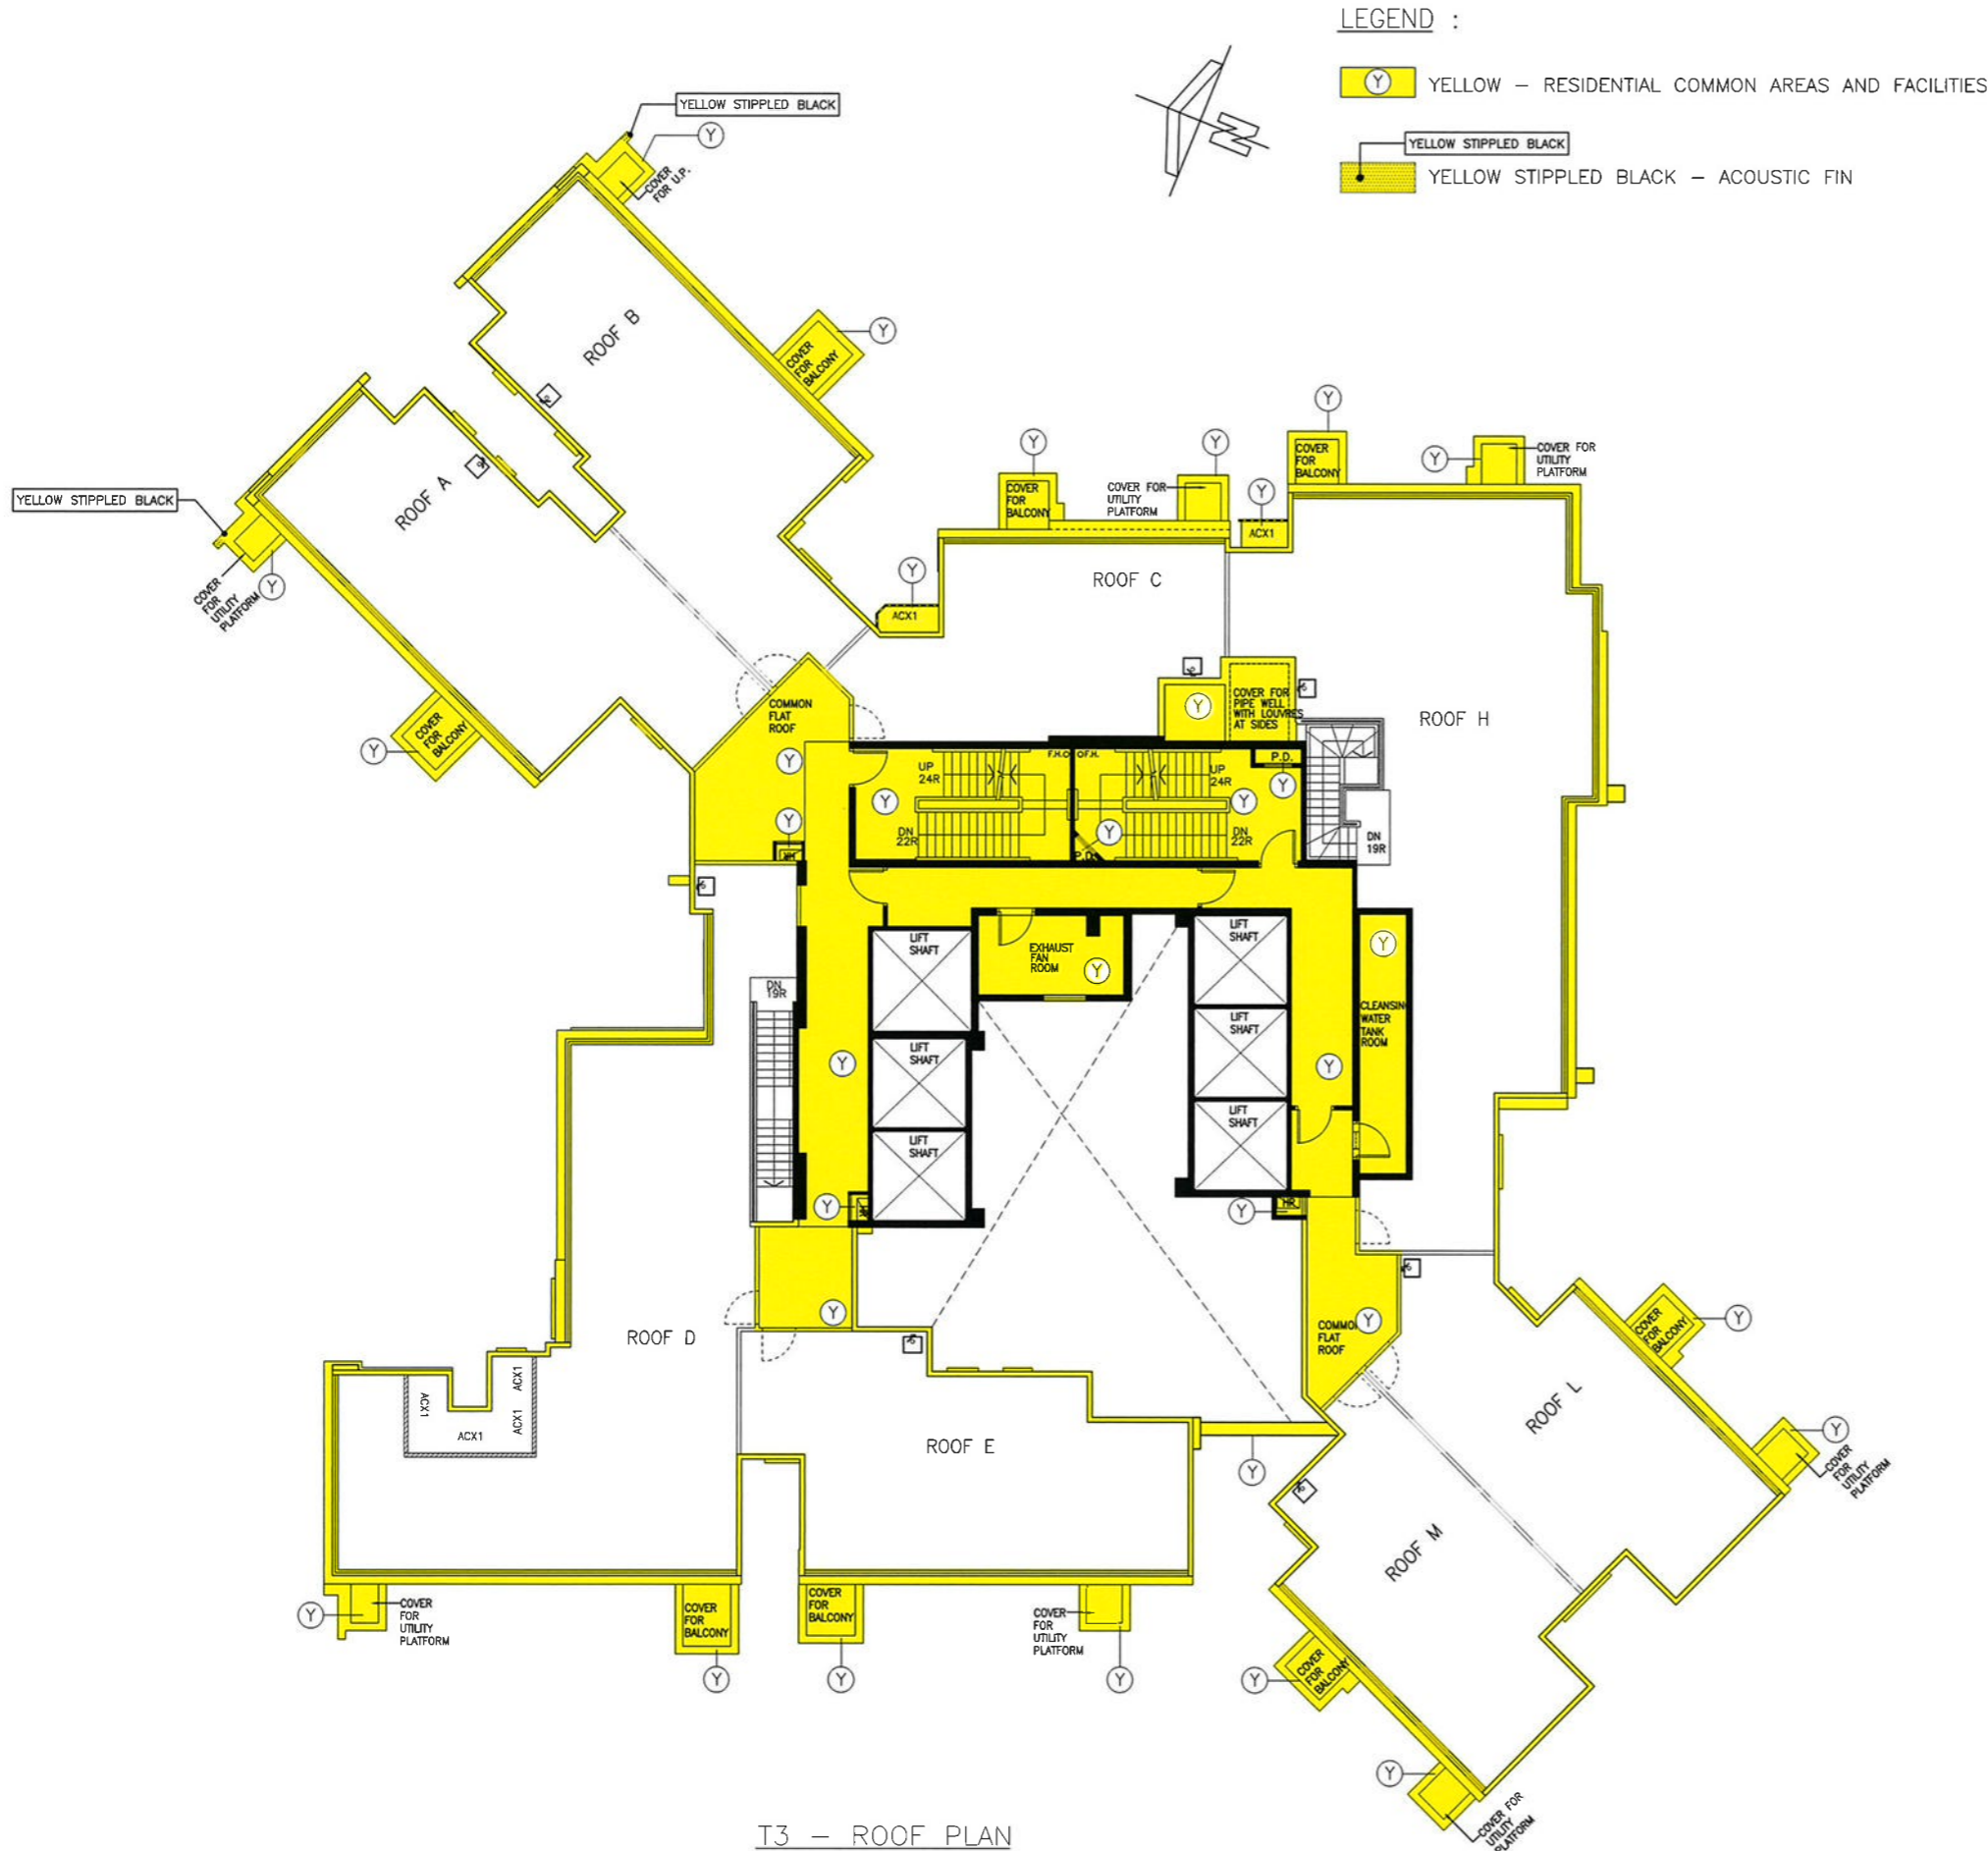 LEGEND :
Y YELLOW – RESIDENTIAL COMMON AREAS AND FACILITIES
YELLOW STIPPLED BLACK
YELLOW STIPPLED BLACK – ACOUSTIC FIN
N
YELLOW STIPPLED BLACK
Y
COVER
FOR U.P.
ROOF B
Y
COVER
FOR
BALCONY
YELLOW STIPPLED BLACK
ROOF A
COVER
FOR
UTILITY
PLATFORM
Y
Y
COVER
FOR
BALCONY
Y
COVER
FOR
BALCONY
Y
COVER FOR
UTILITY
PLATFORM
Y
COVER
FOR
BALCONY
Y
COVER FOR
UTILITY
PLATFORM
Y
ACX1
Y
ACX1
ROOF C
ROOF H
COMMON
FLAT
ROOF
Y
Y
Y
COVER FOR
PIPE WELL
WITH LOUVRES
AT SIDES
UP
24R
F.H.
F.H.
UP
24R
P.D.
Y
Y
Y
Y
DN
22R
P.D.
DN
22R
DN
19R
HR
LIFT
SHAFT
EXHAUST
FAN
ROOM
Y
LIFT
SHAFT
Y
CLEANSIN
WATER
TANK
ROOM
DN
19R
LIFT
SHAFT
LIFT
SHAFT
Y
Y
LIFT
SHAFT
LIFT
SHAFT
Y
HR
Y
HR
Y
COMMO
FLAT
ROOF
Y
ROOF D
ACX1
ACX1
ACX1
ACX1
ROOF E
Y
COVER
FOR
BALCONY
Y
ROOF L
Y
COVER
FOR
UTILITY
PLATFORM
ROOF M
Y
COVER
FOR
UTILITY
PLATFORM
COVER
FOR
BALCONY
Y
COVER
FOR
BALCONY
Y
COVER
FOR
UTILITY
PLATFORM
Y
Y
COVER
FOR
BALCONY
Y
COVER FOR
UTILITY
PLATFORM
T3 – ROOF PLAN